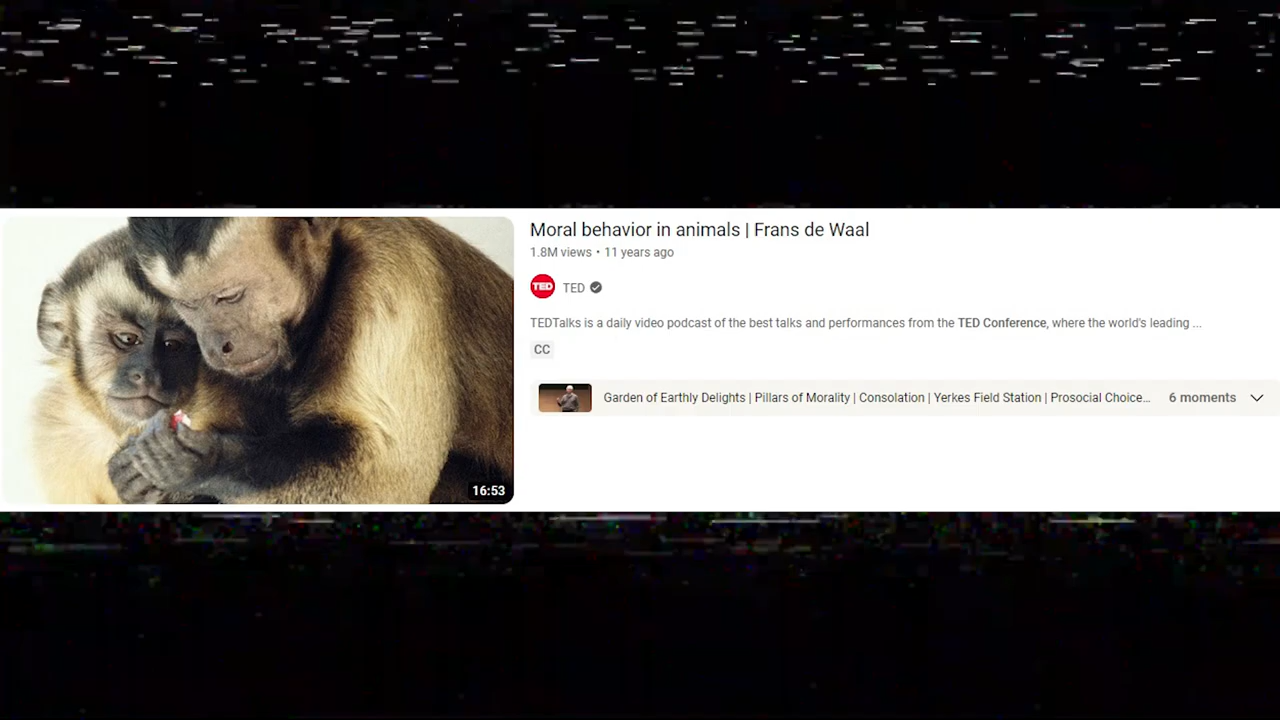 Moral behavior in animals | Frans de Waal
1.8M views • 11 years ago
TED
TED
TEDTalks is a daily video podcast of the best talks and performances from the TED Conference, where the world's leading ...
CC
Garden of Earthly Delights | Pillars of Morality | Consolation | Yerkes Field Station | Prosocial Choice...
6 moments
16:53